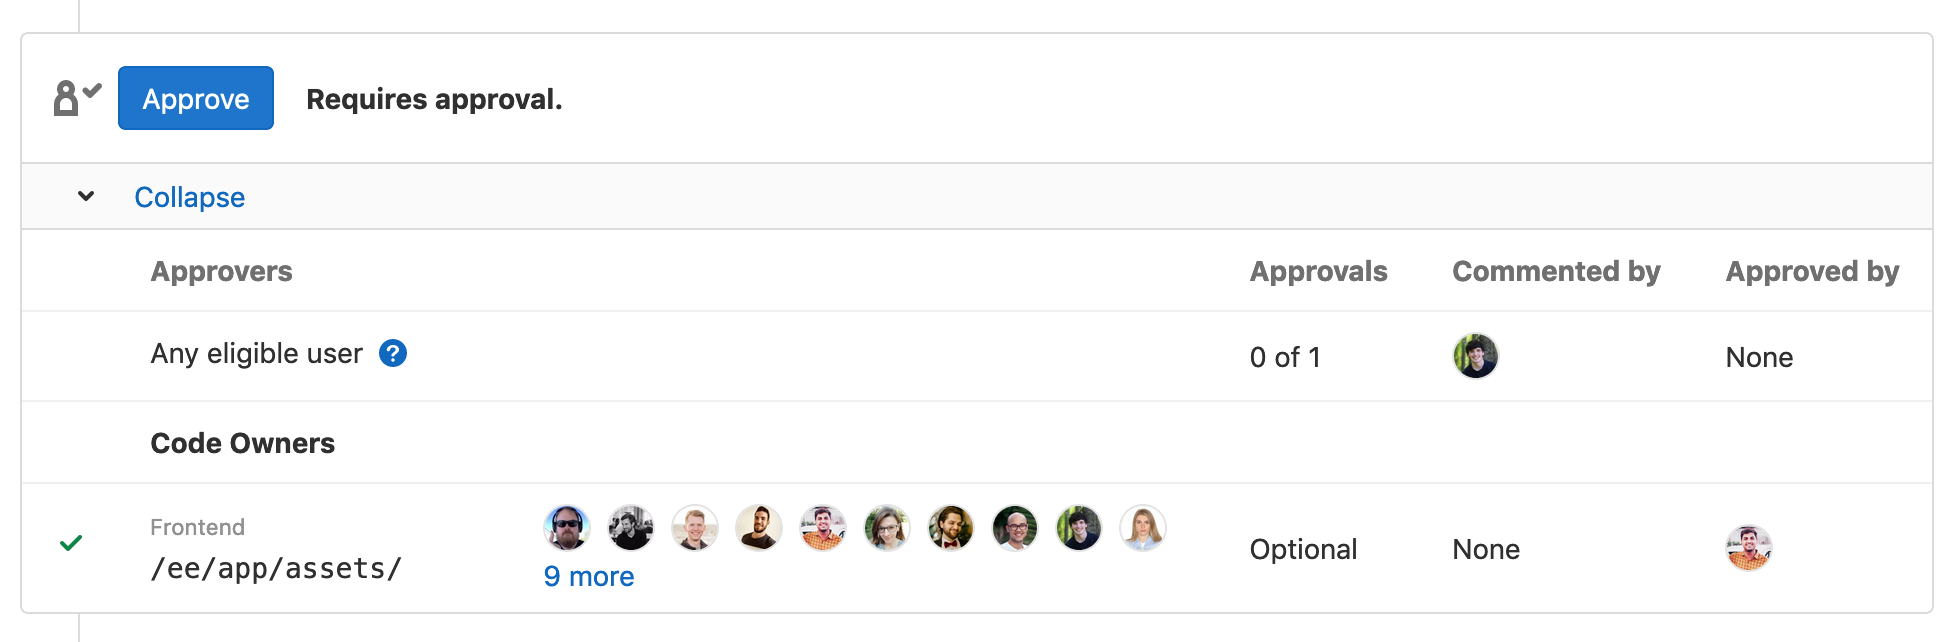 Approve Requires approval.
Collapse
Approvers Approvals Commented by Approved by
Any eligible user ? 0 of 1 None
Code Owners
Frontend
/ee/app/assets/ Optional None
9 more